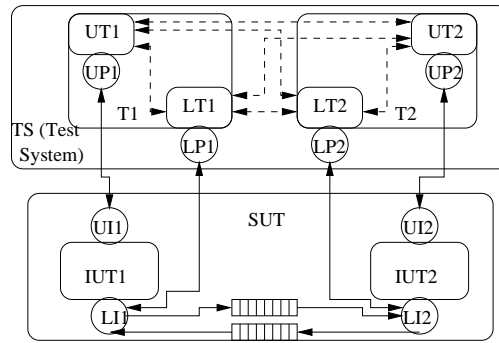 UT1
UT2
UP1
UP2
T1
LT1
LT2
T2
TS (Test
System)
LP1
LP2
SUT
UI1
UI2
IUT1
IUT2
LI1
LI2